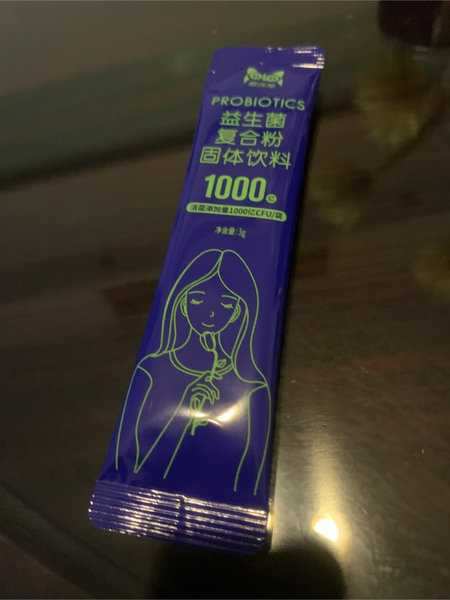 PROBIOTICS
益生菌
复合粉
固体饮料
1000亿
活菌添加量1000亿CFU/袋
净含量:3g